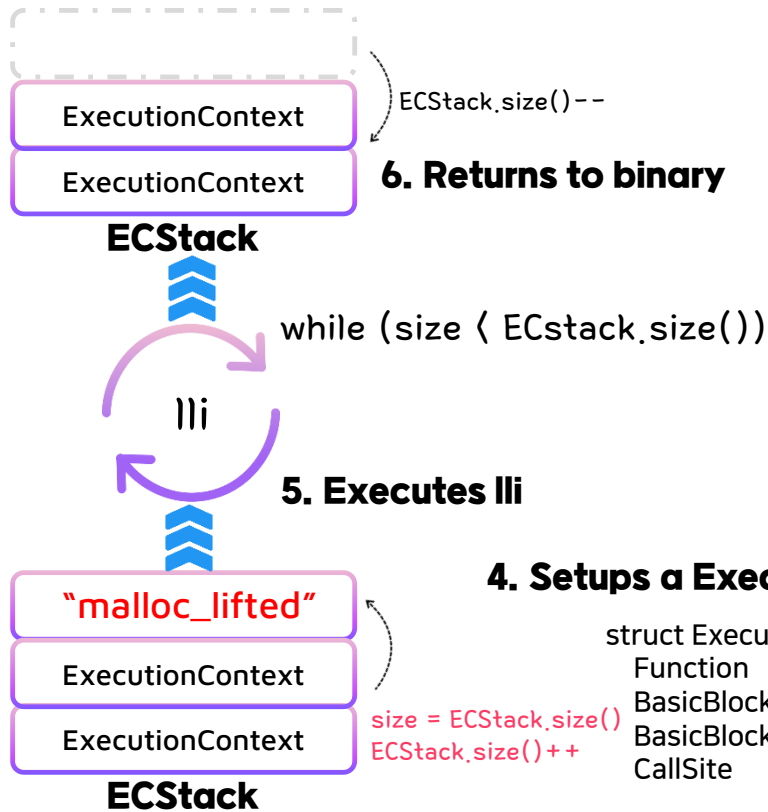 ExecutionContext
ECStack.size()--
ExecutionContext
6. Returns to binary
ECStack
while (size < ECstack.size())
lli
5. Executes lli
4. Setups a Exec
"malloc_lifted"
struct Execu
Function
ExecutionContext
BasicBlock
size = ECStack.size()
BasicBlock
ExecutionContext
ECStack.size()++
CallSite
ECStack